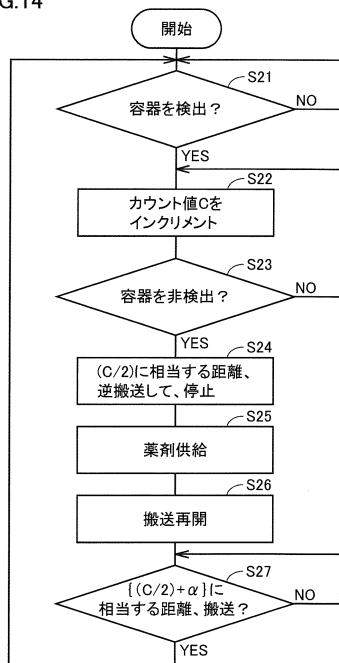 G.14
開始
S21
容器を検出？
NO
YES
S22
カウント値Cを
インクリメント
S23
容器を非検出？
NO
YES
S24
(C/2)に相当する距離、
逆搬送して、停止
S25
薬剤供給
S26
搬送再開
S27
{(C/2)+α}に
相当する距離、搬送？
NO
YES